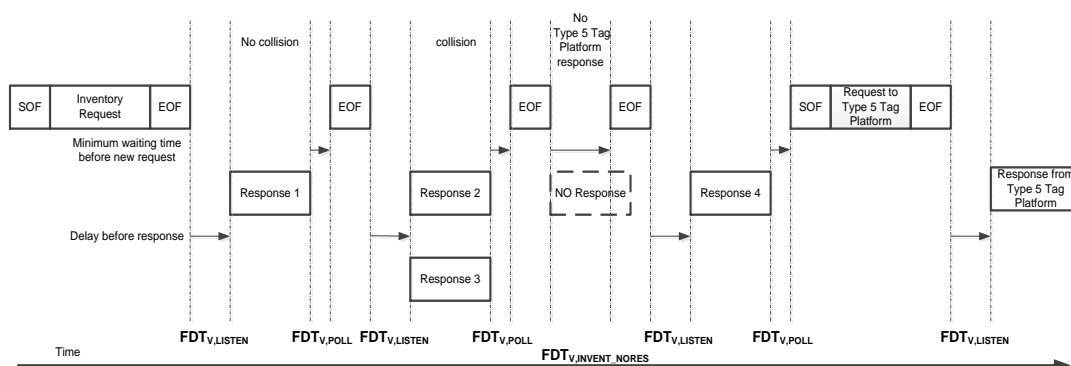 No collision
collision
No
Type 5 Tag
Platform
response
SOF
Inventory
Request
EOF
EOF
EOF
EOF
SOF
Request to
Type 5 Tag
Platform
EOF
Minimum waiting time
before new request
Response 1
Response 2
NO Response
Response 4
Response from
Type 5 Tag
Platform
Delay before response
Response 3
FDTV,LISTEN
FDTV,POLL
FDTV,LISTEN
FDTV,POLL
FDTV,INVENT_NORES
FDTV,LISTEN
FDTV,POLL
FDTV,LISTEN
Time